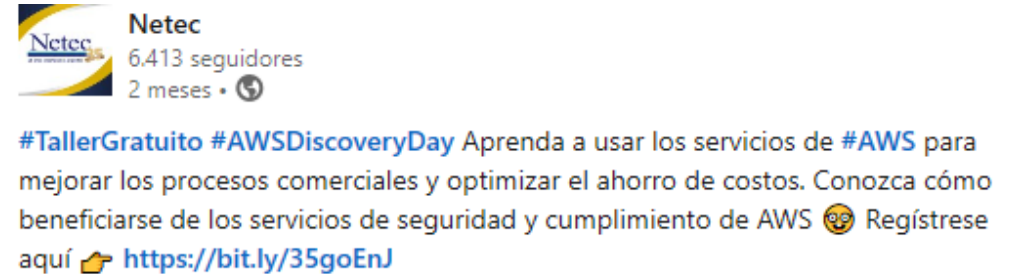 Netec
Netec 35
6.413 seguidores
2 meses •
#TallerGratuito #AWSDiscoveryDay Aprenda a usar los servicios de #AWS para
mejorar los procesos comerciales y optimizar el ahorro de costos. Conozca cómo
beneficiarse de los servicios de seguridad y cumplimiento de AWS 🥸 Regístrese
aquí 👉 https://bit.ly/35goEnJ